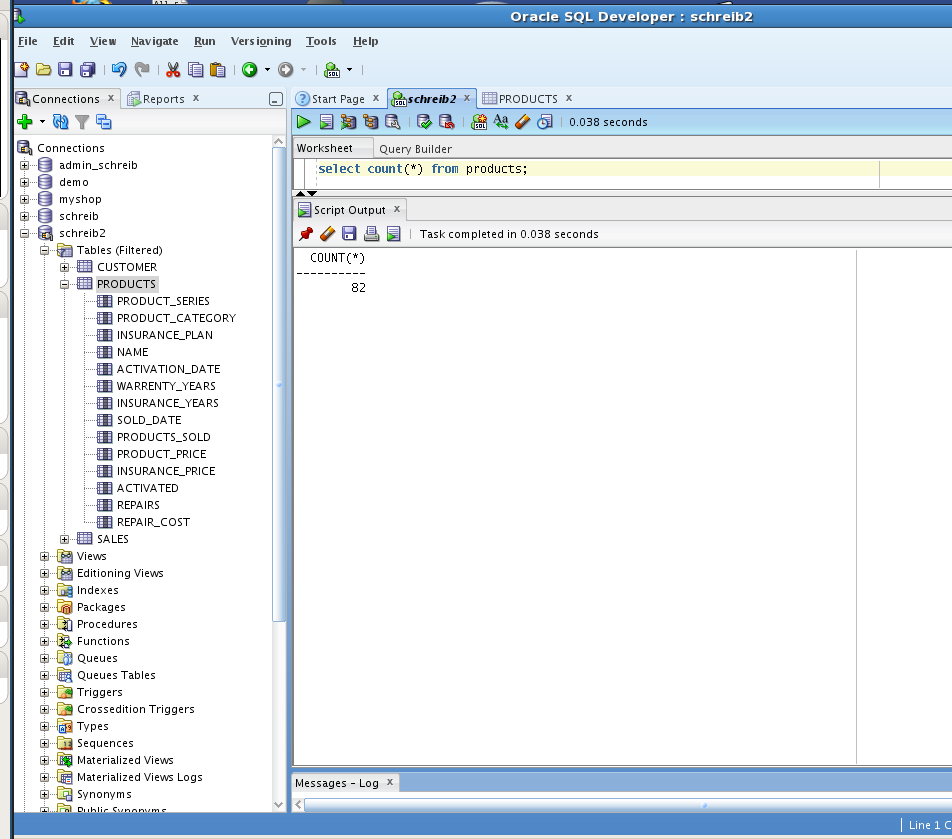 Oracle SQL Developer : schreib2
File Edit View Navigate Run Versioning Tools Help
Connections x Reports x
Start Page x schreib2 x PRODUCTS x
0.038 seconds
Worksheet Query Builder
select count(*) from products;
Script Output x
Task completed in 0.038 seconds
COUNT(*)
----------
82
Connections
admin_schreib
demo
myshop
schreib
schreib2
Tables (Filtered)
CUSTOMER
PRODUCTS
PRODUCT_SERIES
PRODUCT_CATEGORY
INSURANCE_PLAN
NAME
ACTIVATION_DATE
WARRENTY_YEARS
INSURANCE_YEARS
SOLD_DATE
PRODUCTS_SOLD
PRODUCT_PRICE
INSURANCE_PRICE
ACTIVATED
REPAIRS
REPAIR_COST
SALES
Views
Editioning Views
Indexes
Packages
Procedures
Functions
Queues
Queues Tables
Triggers
Crossedition Triggers
Types
Sequences
Materialized Views
Materialized Views Logs
Synonyms
Public Synonyms
Messages - Log x
Line 1 C